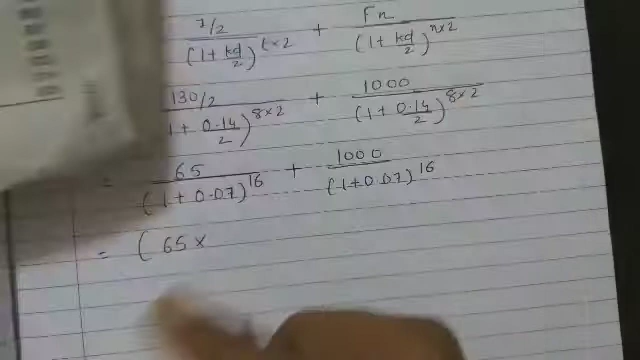 I/2 / (1 + kd/2)^t×2 + Fn / (1 + kd/2)^n×2
130/2 / 1 + 0.14/2)^8×2 + 1000 / (1 + 0.14/2)^8×2
= 65 / (1 + 0.07)^16 + 1000 / (1 + 0.07)^16
= (65 ×